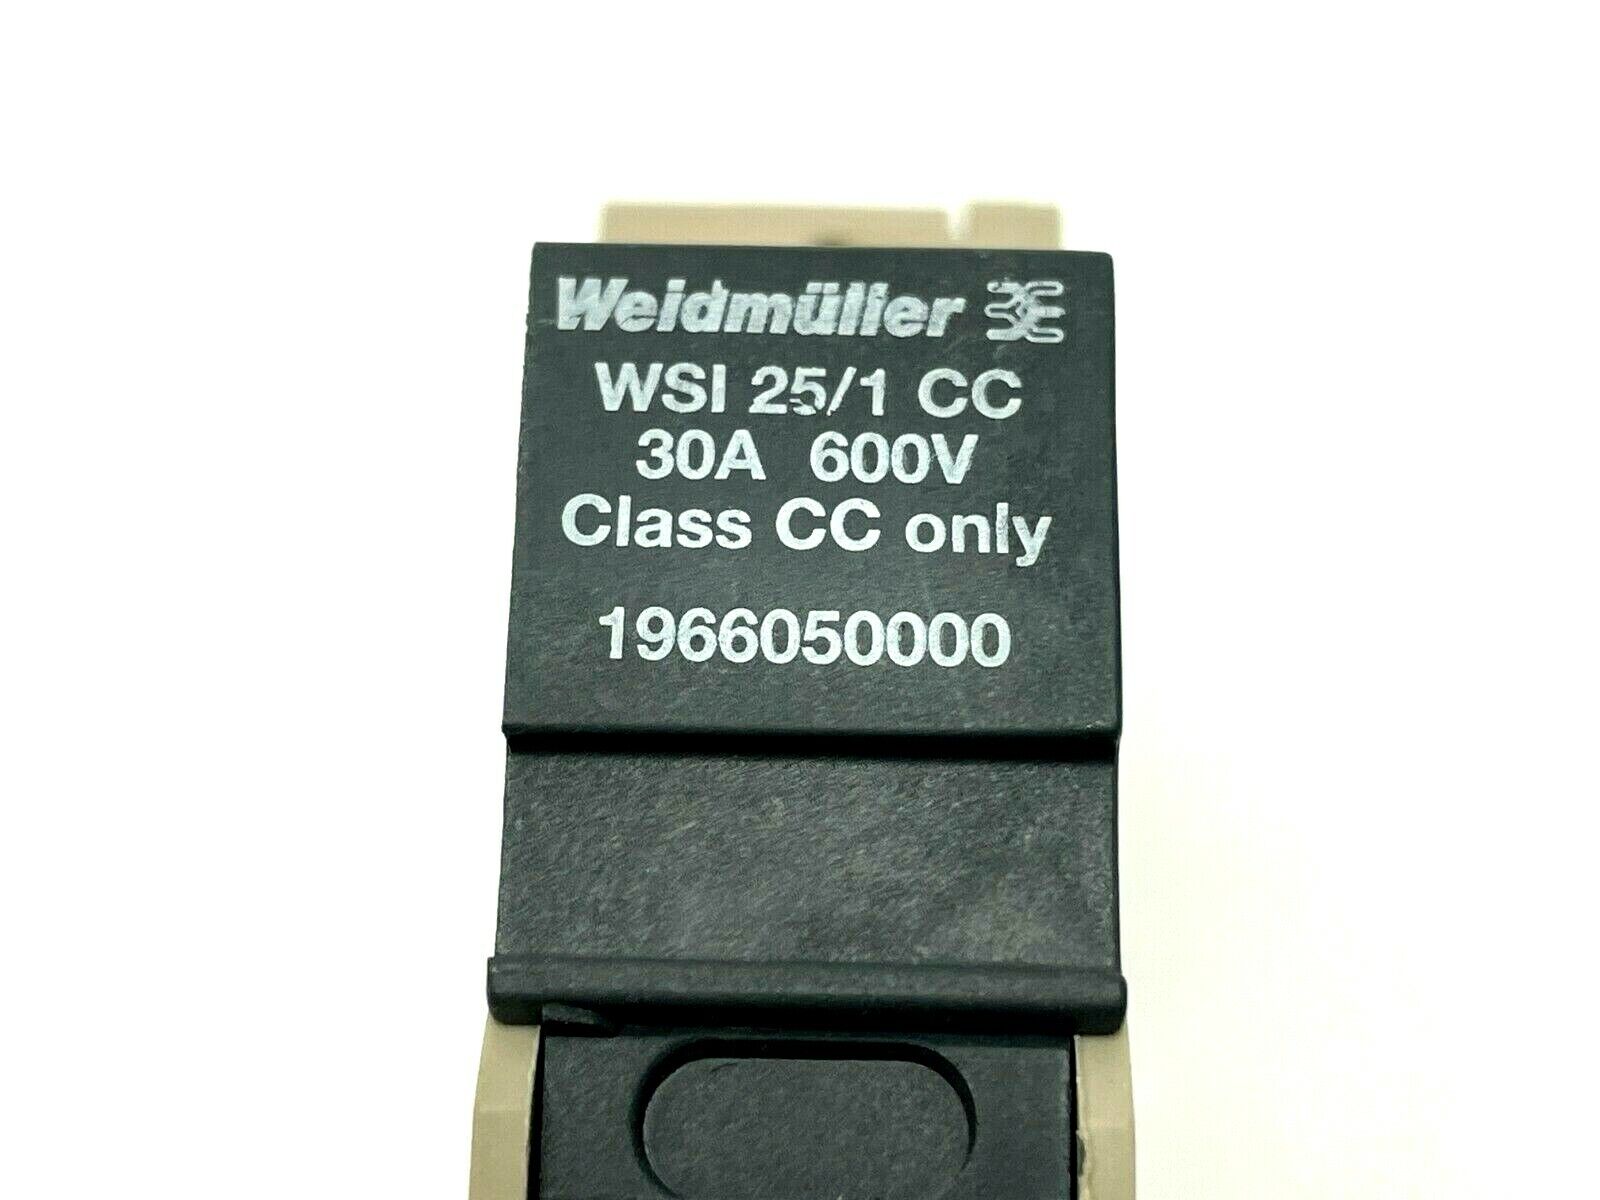 Weidmüller
WSI 25/1 CC
30A 600V
Class CC only
1966050000